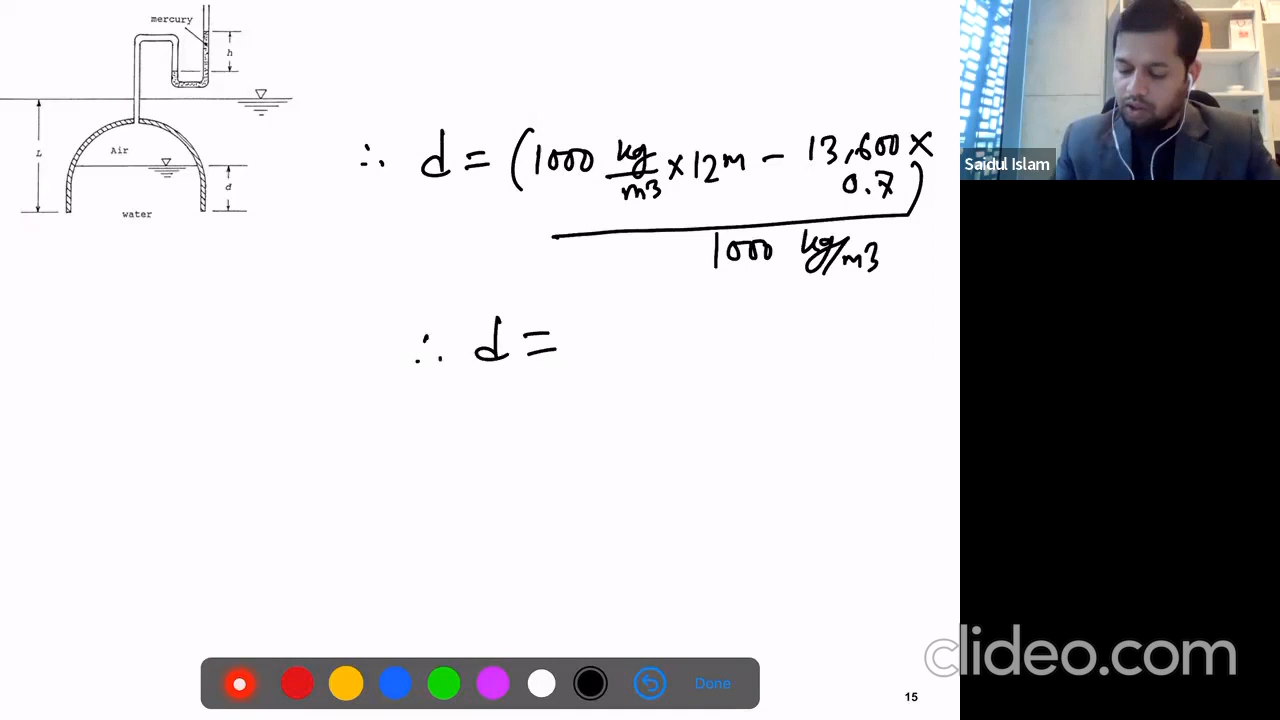 mercury
h
L
Air
d
water
∴ d = (1000 kg/m3 × 12m − 13,600 × 0.7)
1000 kg/m3
∴ d =
Saidul Islam
clideo.com
Done
15